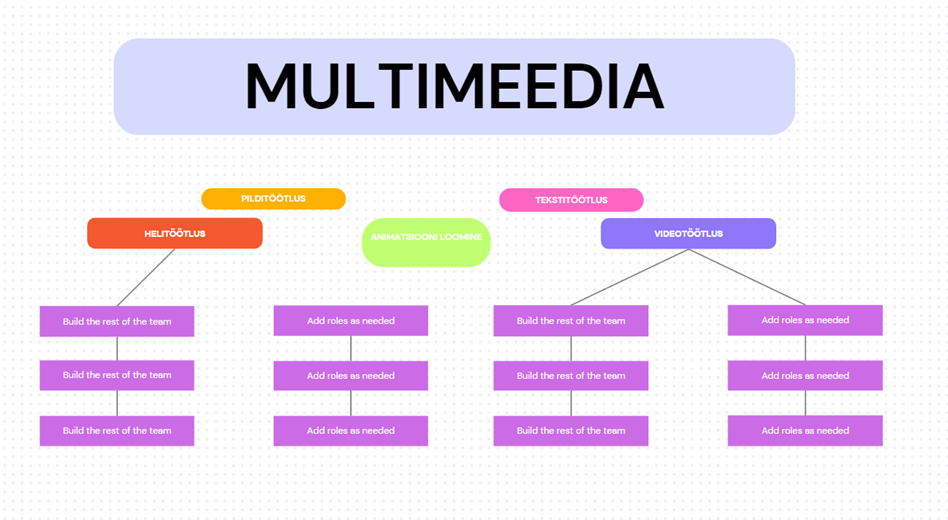 MULTIMEEDIA
PILDITÖÖTLUS
TEKSTITÖÖTLUS
HELITÖÖTLUS
ANIMATSIOONI LOOMINE
VIDEOTÖÖTLUS
Build the rest of the team
Add roles as needed
Build the rest of the team
Add roles as needed
Build the rest of the team
Add roles as needed
Build the rest of the team
Add roles as needed
Build the rest of the team
Add roles as needed
Build the rest of the team
Add roles as needed